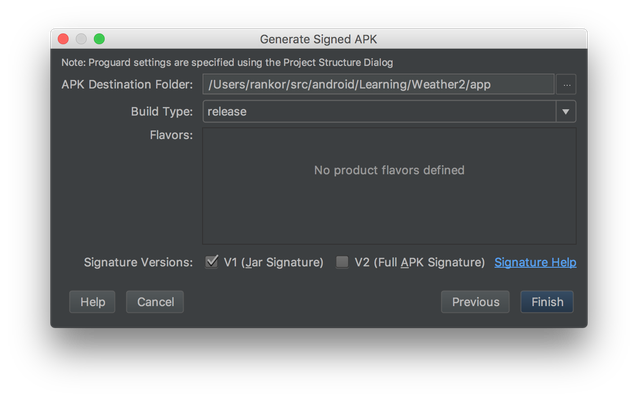 Generate Signed APK
Note: Proguard settings are specified using the Project Structure Dialog
APK Destination Folder: /Users/rankor/src/android/Learning/Weather2/app ...
Build Type: release
Flavors:
No product flavors defined
Signature Versions: V1 (Jar Signature) V2 (Full APK Signature) Signature Help
Help Cancel Previous Finish